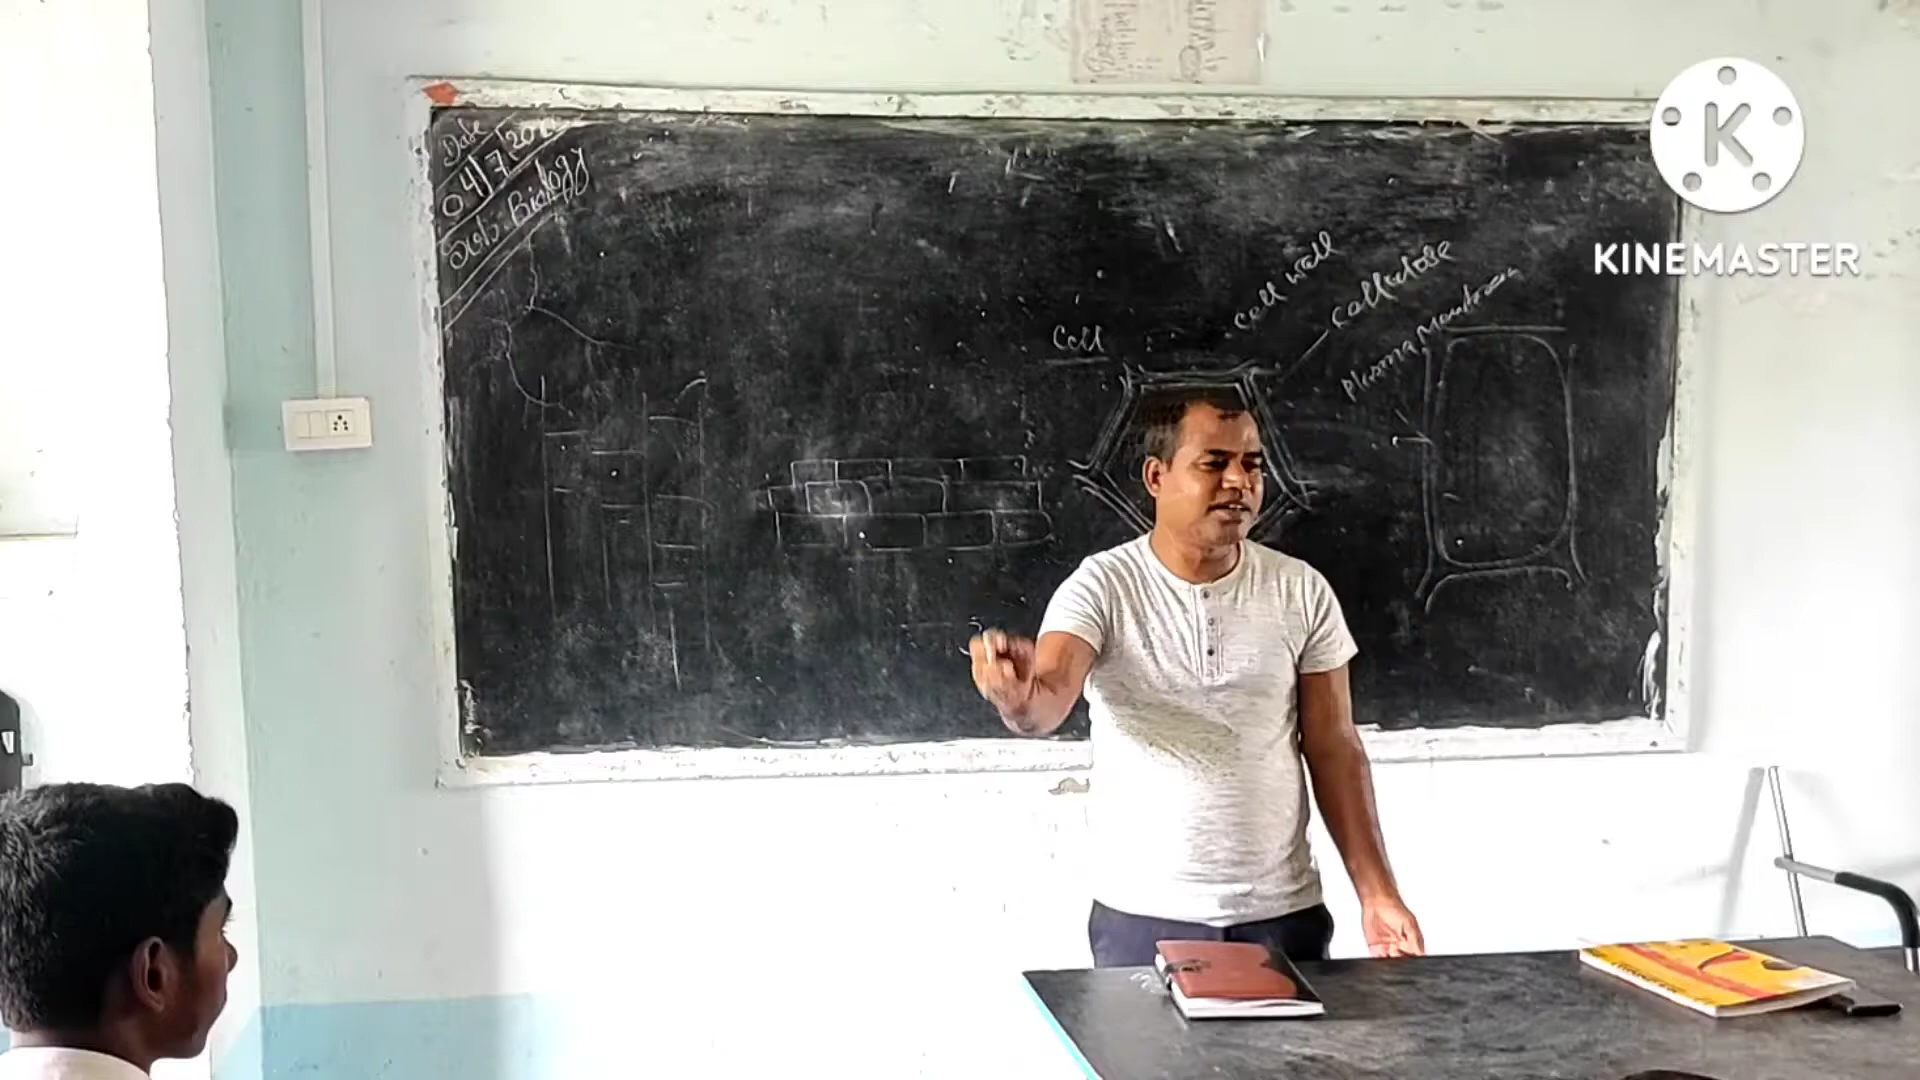 Date
04/7/20
Sub: Biology
Cell
cell wall
Cellulose
Plasma Membrane
K
KINEMASTER